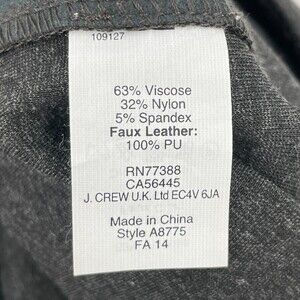 109127
63% Viscose
32% Nylon
5% Spandex
Faux Leather:
100% PU
RN77388
CA56445
J. CREW U.K. Ltd EC4V 6JA
Made in China
Style A8775
FA 14